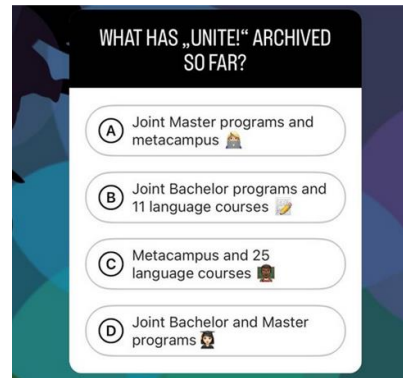 WHAT HAS „UNITE!“ ARCHIVED
SO FAR?
A Joint Master programs and
metacampus
B Joint Bachelor programs and
11 language courses
C Metacampus and 25
language courses
D Joint Bachelor and Master
programs